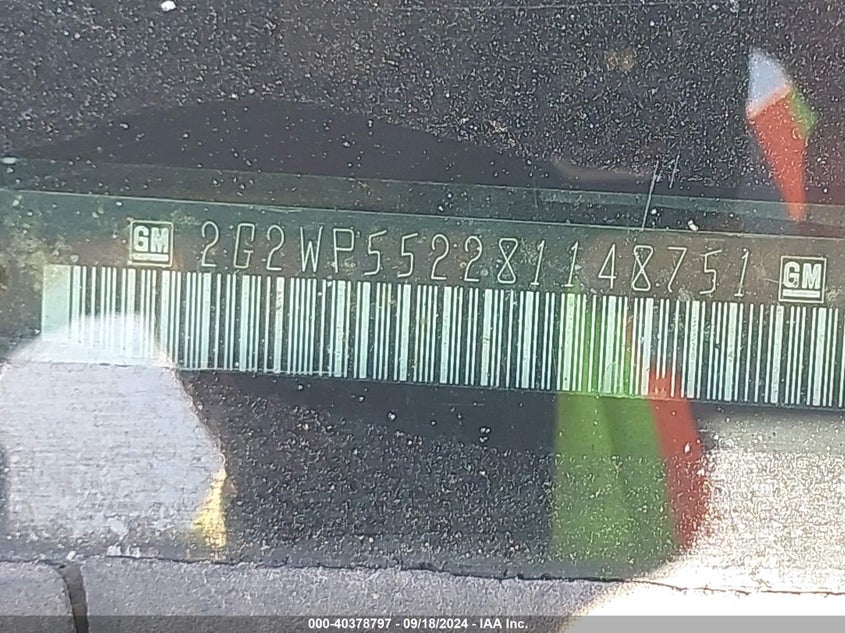 GM 2G2WP552281148751 GM
000-40378797 - 09/18/2024 - IAA Inc.